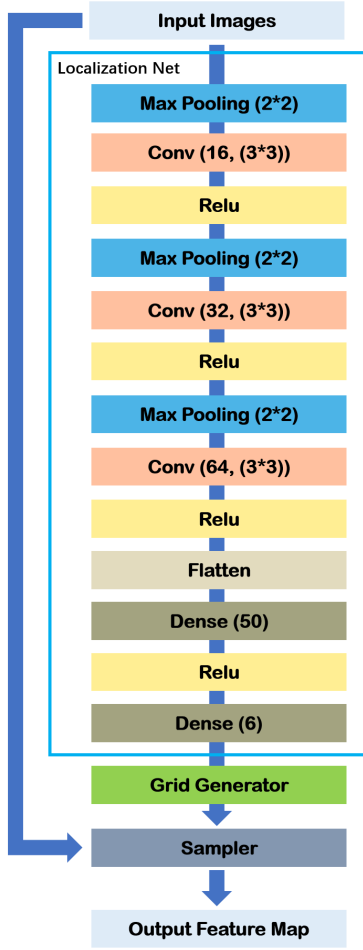 Input Images
Localization Net
Max Pooling (2*2)
Conv (16, (3*3))
Relu
Max Pooling (2*2)
Conv (32, (3*3))
Relu
Max Pooling (2*2)
Conv (64, (3*3))
Relu
Flatten
Dense (50)
Relu
Dense (6)
Grid Generator
Sampler
Output Feature Map